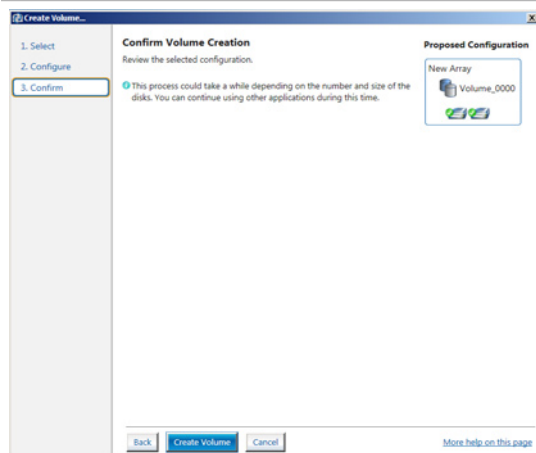 Create Volume...
1. Select
2. Configure
3. Confirm
Confirm Volume Creation
Review the selected configuration.
This process could take a while depending on the number and size of the
disks. You can continue using other applications during this time.
Proposed Configuration
New Array
Volume_0000
Back
Create Volume
Cancel
More help on this page